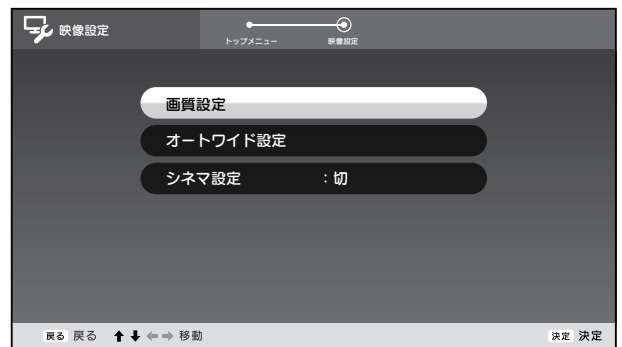 映像設定
トップメニュー 映像設定
画質設定
オートワイド設定
シネマ設定 :切
戻る 戻る 移動 決定 決定